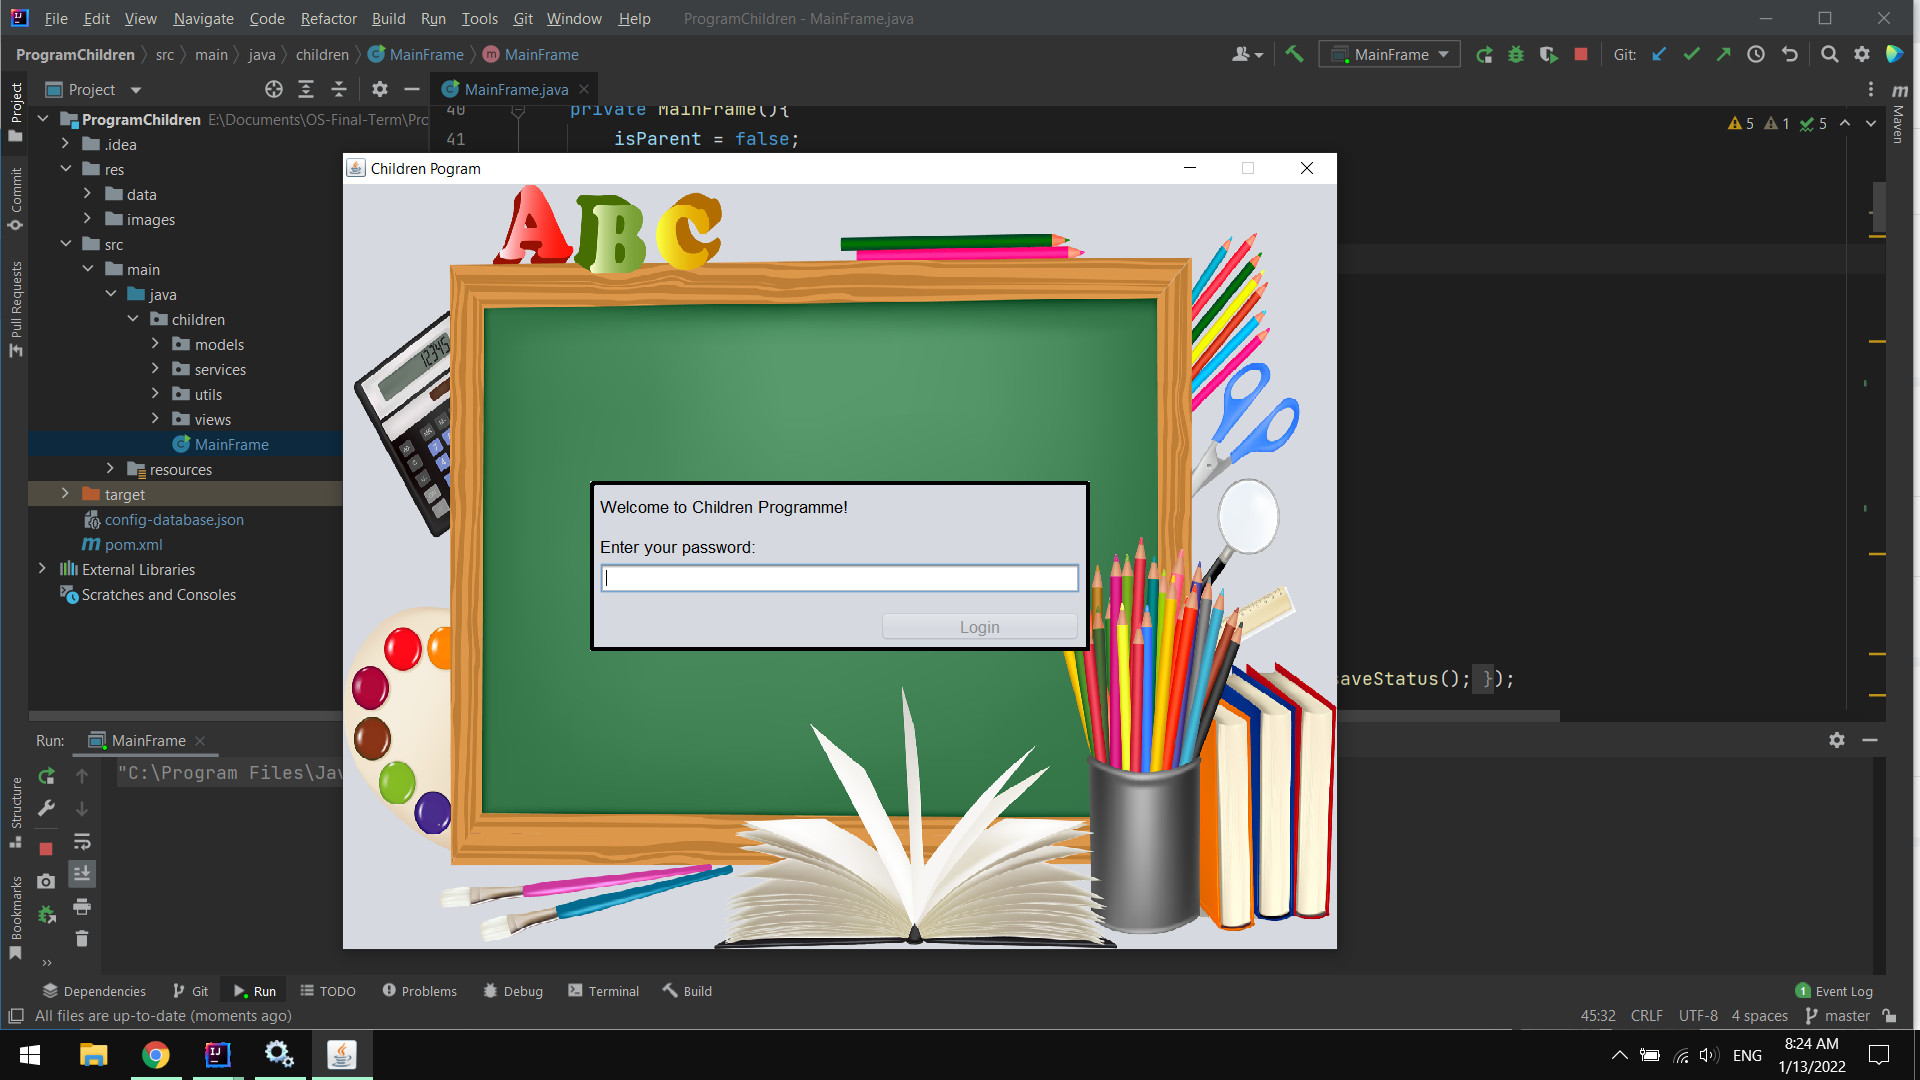 File Edit View Navigate Code Refactor Build Run Tools Git Window Help ProgramChildren - MainFrame.java
ProgramChildren src main java children MainFrame MainFrame
MainFrame Git:
Project
MainFrame.java
ProgramChildren E:\Documents\OS-Final-Term\Pro
.idea
res
data
images
src
main
java
children
models
services
utils
views
MainFrame
resources
target
config-database.json
pom.xml
External Libraries
Scratches and Consoles
Project
Commit
Pull Requests
Structure
Bookmarks
Maven
40 private MainFrame(){
41 isParent = false;
5 1 5
saveStatus(); });
Children Pogram
ABC
12345
Welcome to Children Programme!
Enter your password:
Login
Run: MainFrame
"C:\Program Files\Jav
Dependencies Git Run TODO Problems Debug Terminal Build
1 Event Log
All files are up-to-date (moments ago)
45:32 CRLF UTF-8 4 spaces master
ENG
8:24 AM
1/13/2022